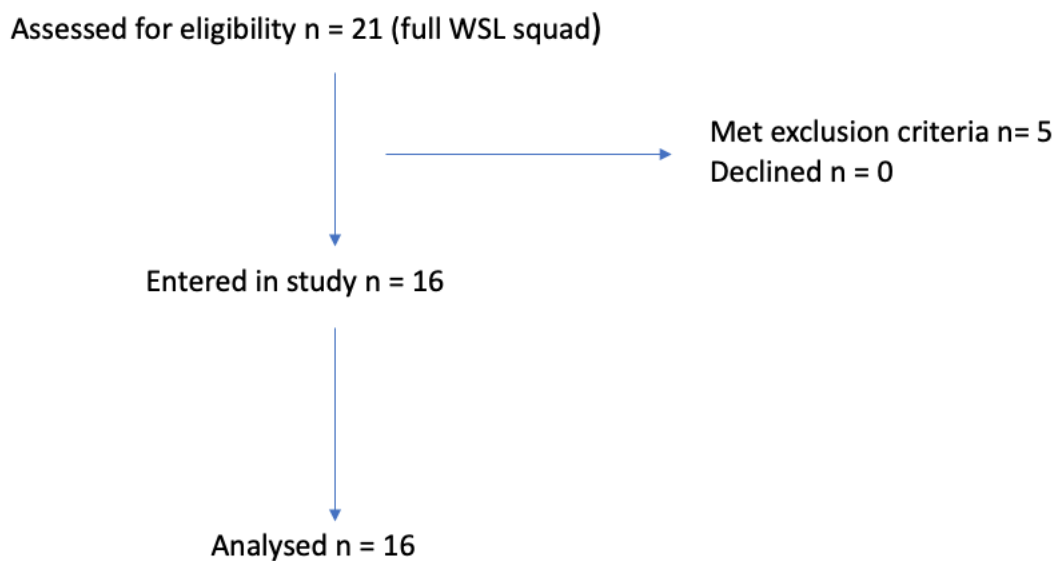 Assessed for eligibility n = 21 (full WSL squad)
Met exclusion criteria n= 5
Declined n = 0
Entered in study n = 16
Analysed n = 16